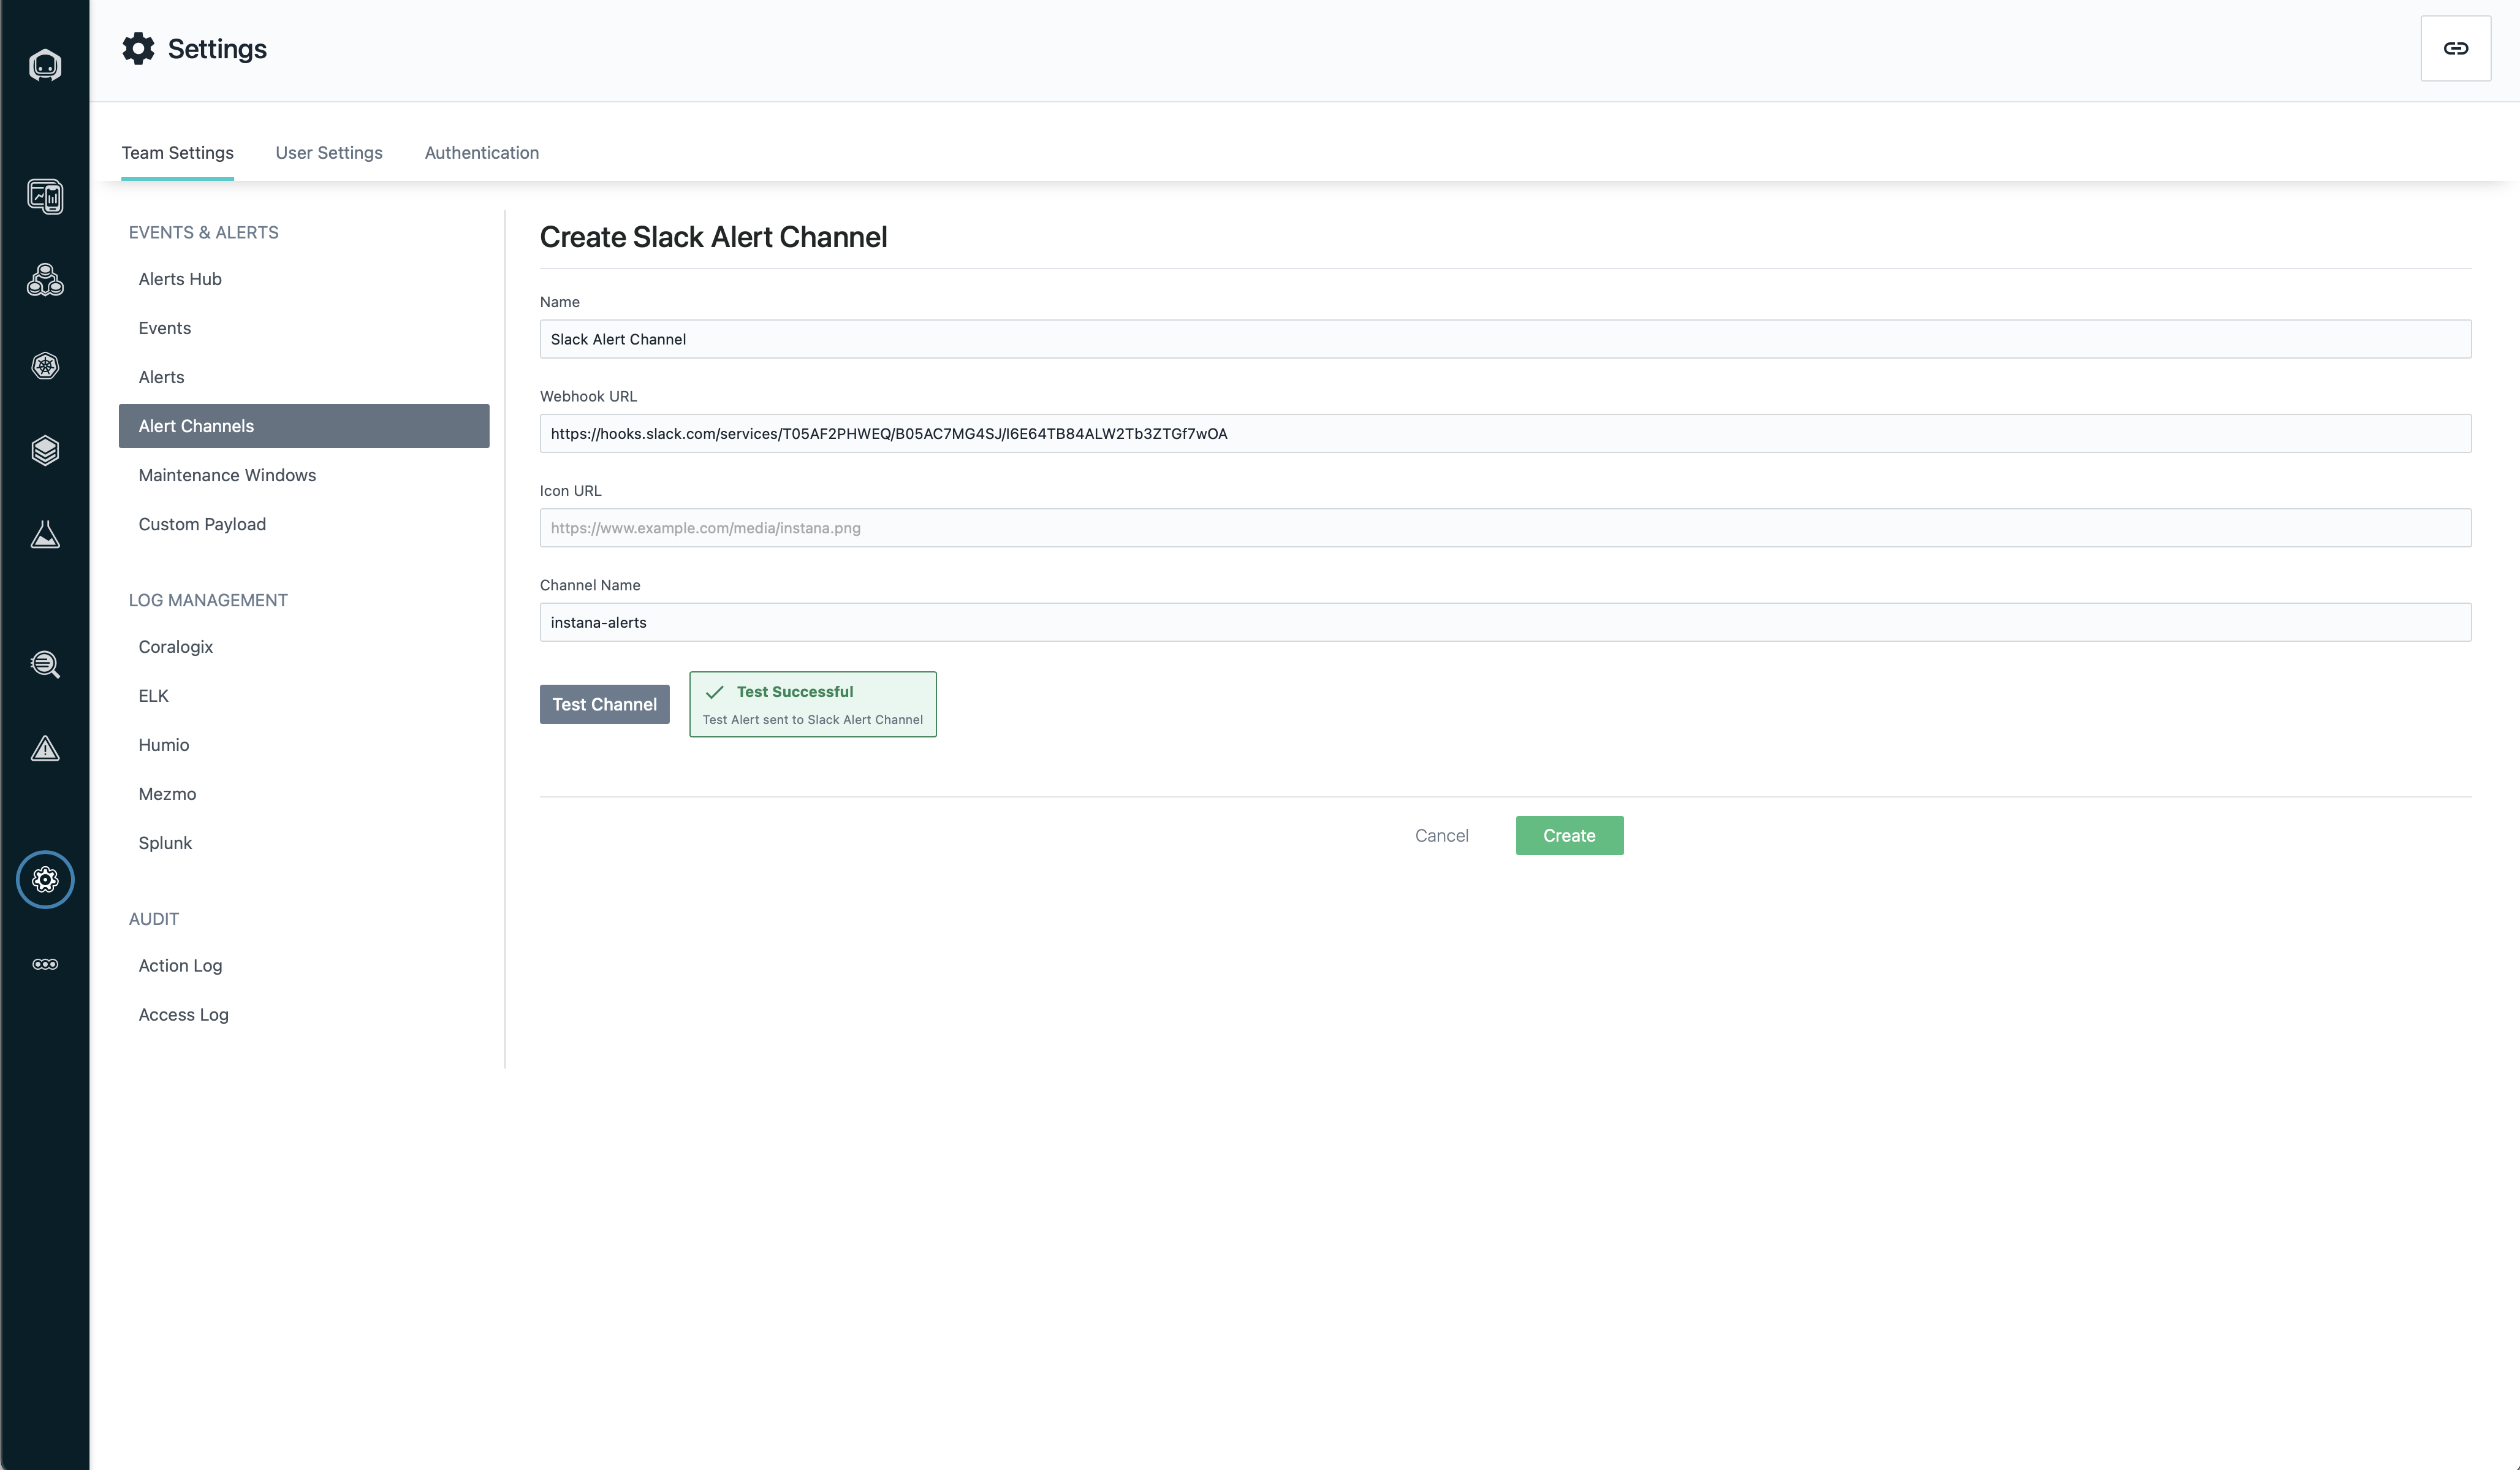 Settings
Team Settings
User Settings
Authentication
EVENTS & ALERTS
Alerts Hub
Events
Alerts
Alert Channels
Maintenance Windows
Custom Payload
LOG MANAGEMENT
Coralogix
ELK
Humio
Mezmo
Splunk
AUDIT
Action Log
Access Log
Create Slack Alert Channel
Name
Slack Alert Channel
Webhook URL
https://hooks.slack.com/services/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
Icon URL
https://www.example.com/media/instana.png
Channel Name
instana-alerts
Test Channel
Test Successful
Test Alert sent to Slack Alert Channel
Cancel
Create